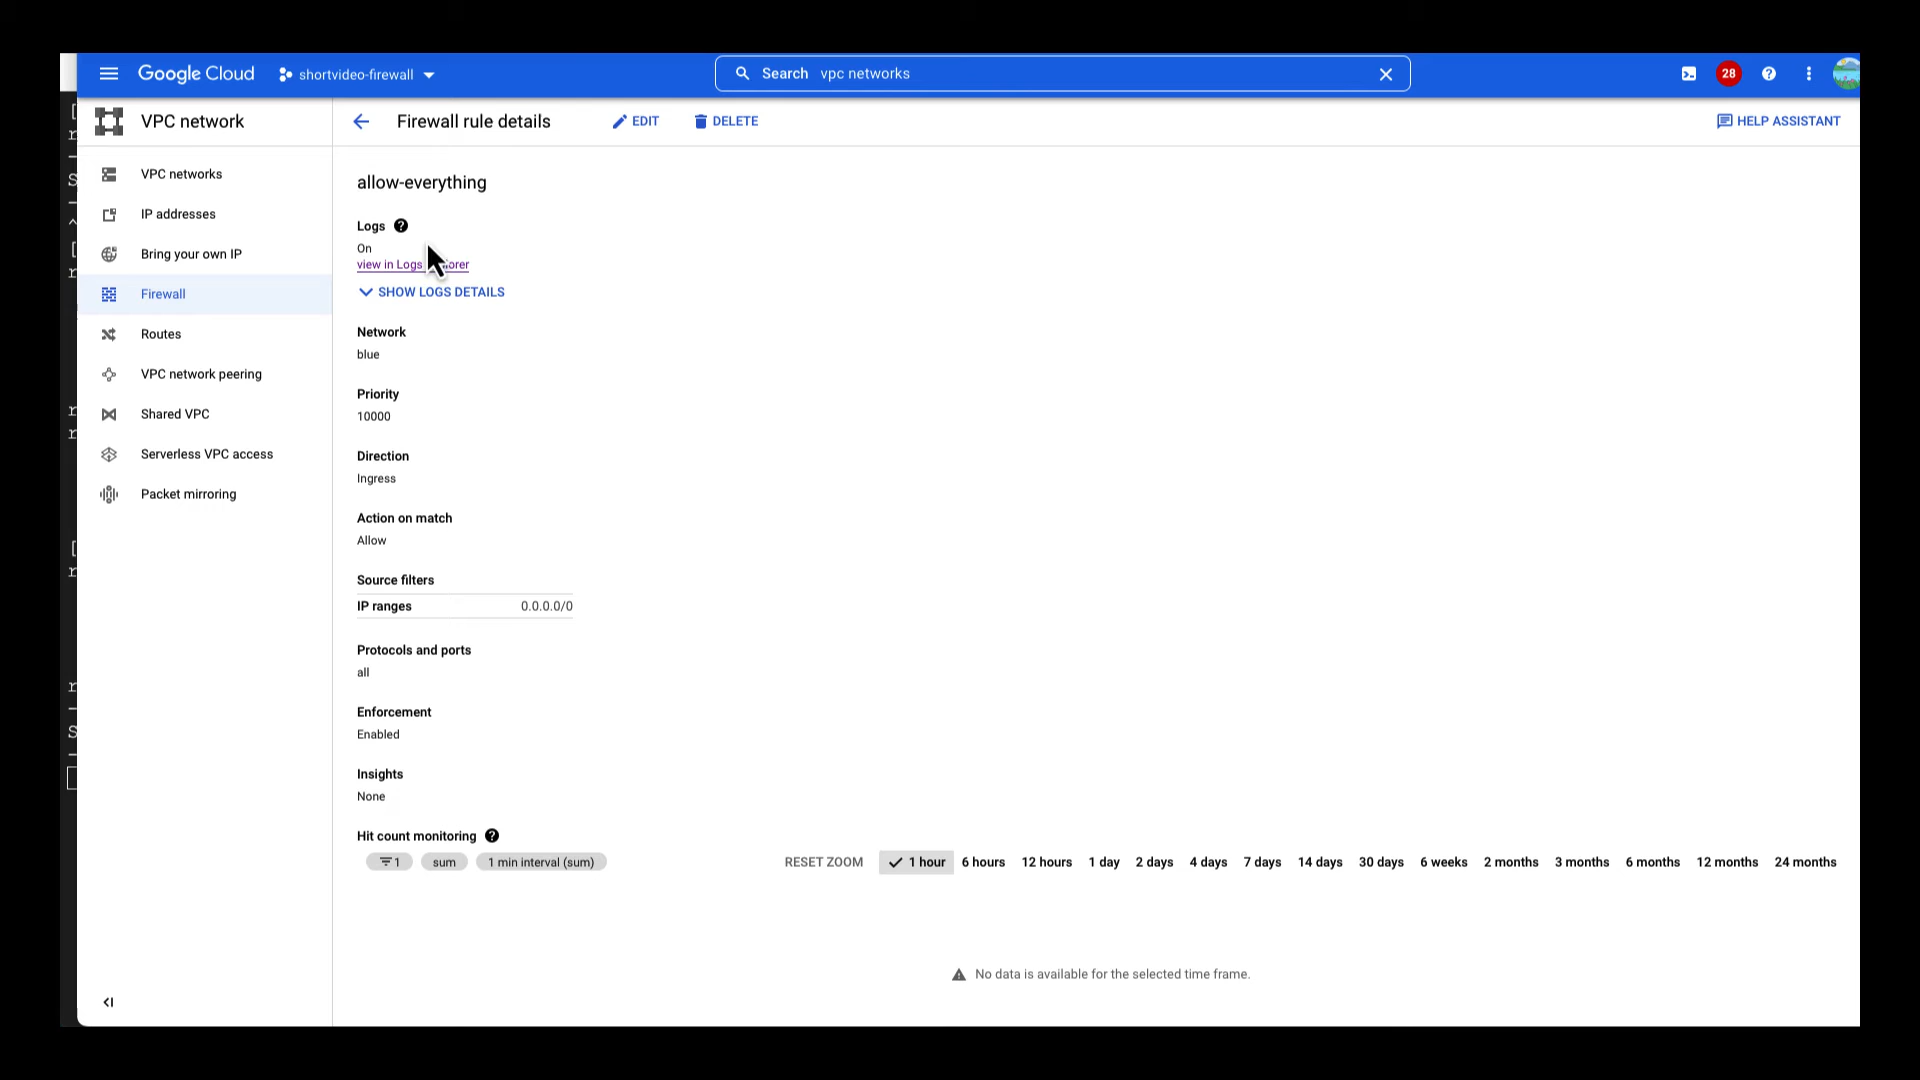 Google Cloud
shortvideo-firewall
Search vpc networks
28
VPC network
Firewall rule details
EDIT
DELETE
HELP ASSISTANT
VPC networks
IP addresses
Bring your own IP
Firewall
Routes
VPC network peering
Shared VPC
Serverless VPC access
Packet mirroring
allow-everything
Logs
On
view in Logs
SHOW LOGS DETAILS
Network
blue
Priority
10000
Direction
Ingress
Action on match
Allow
Source filters
IP ranges 0.0.0.0/0
Protocols and ports
all
Enforcement
Enabled
Insights
None
Hit count monitoring
1 sum 1 min interval (sum) RESET ZOOM 1 hour 6 hours 12 hours 1 day 2 days 4 days 7 days 14 days 30 days 6 weeks 2 months 3 months 6 months 12 months 24 months
No data is available for the selected time frame.